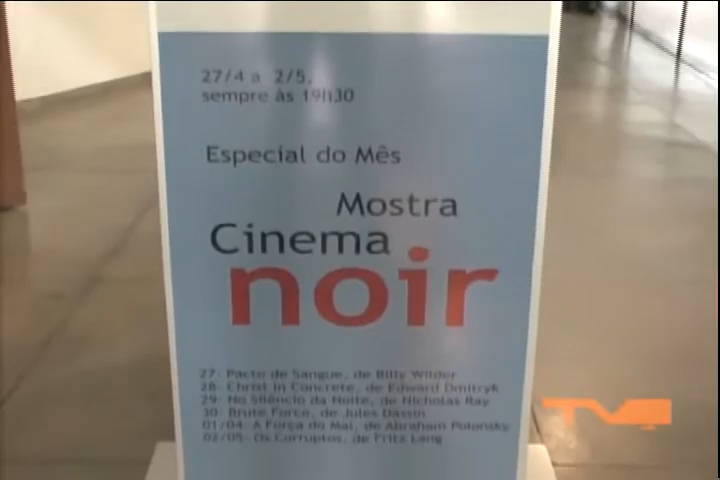 27/4 a 2/5,
sempre às 19h30
Especial do Mês
Mostra
Cinema
noir
27- Pacto de Sangue, de Billy Wilder
28- Christ in Concrete, de Edward Dmitryk
29- No Silêncio da Noite, de Nicholas Ray
30- Brute Force, de Jules Dassin
01/04- A Força do Mal, de Abraham Polonsky
02/05- Os Corruptos, de Fritz Lang
TV